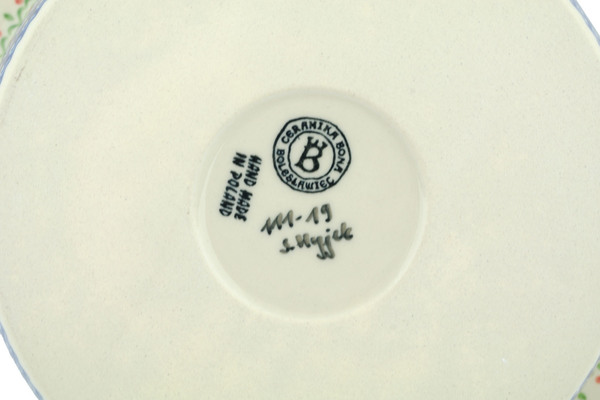 CERAMIKA BONA
BOLESŁAWIEC
B
HAND MADE
IN POLAND
111-19